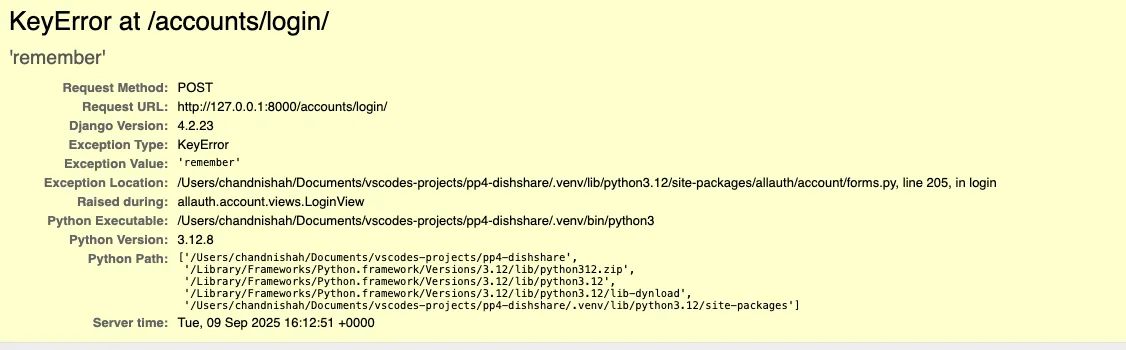 KeyError at /accounts/login/
'remember'
Request Method: POST
Request URL: http://127.0.0.1:8000/accounts/login/
Django Version: 4.2.23
Exception Type: KeyError
Exception Value: 'remember'
Exception Location: /Users/chandnishah/Documents/vscodes-projects/pp4-dishshare/.venv/lib/python3.12/site-packages/allauth/account/forms.py, line 205, in login
Raised during: allauth.account.views.LoginView
Python Executable: /Users/chandnishah/Documents/vscodes-projects/pp4-dishshare/.venv/bin/python3
Python Version: 3.12.8
Python Path: ['/Users/chandnishah/Documents/vscodes-projects/pp4-dishshare',
'/Library/Frameworks/Python.framework/Versions/3.12/lib/python312.zip',
'/Library/Frameworks/Python.framework/Versions/3.12/lib/python3.12',
'/Library/Frameworks/Python.framework/Versions/3.12/lib/python3.12/lib-dynload',
'/Users/chandnishah/Documents/vscodes-projects/pp4-dishshare/.venv/lib/python3.12/site-packages']
Server time: Tue, 09 Sep 2025 16:12:51 +0000